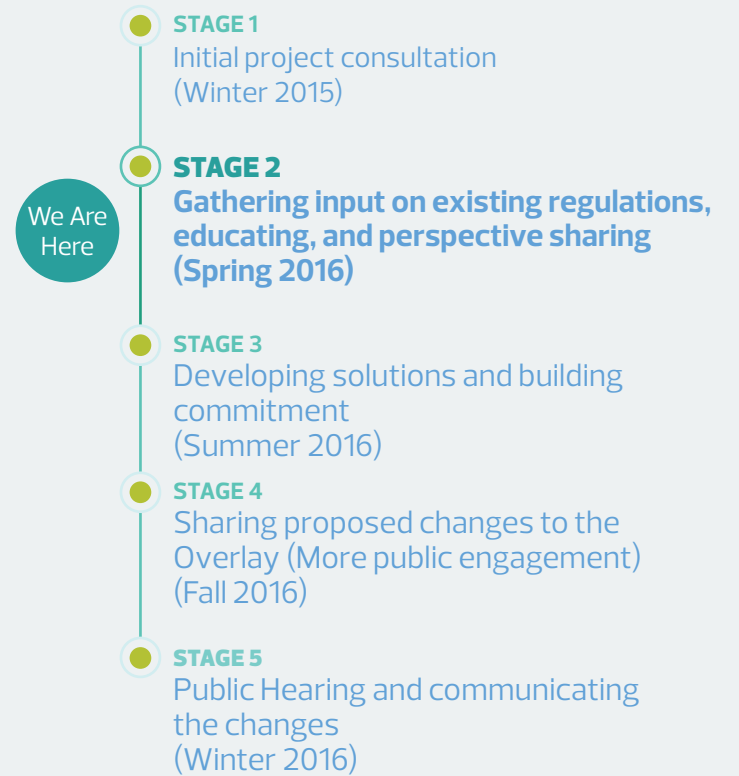 STAGE 1
Initial project consultation
(Winter 2015)
STAGE 2
Gathering input on existing regulations,
educating, and perspective sharing
(Spring 2016)
We Are
Here
STAGE 3
Developing solutions and building
commitment
(Summer 2016)
STAGE 4
Sharing proposed changes to the
Overlay (More public engagement)
(Fall 2016)
STAGE 5
Public Hearing and communicating
the changes
(Winter 2016)